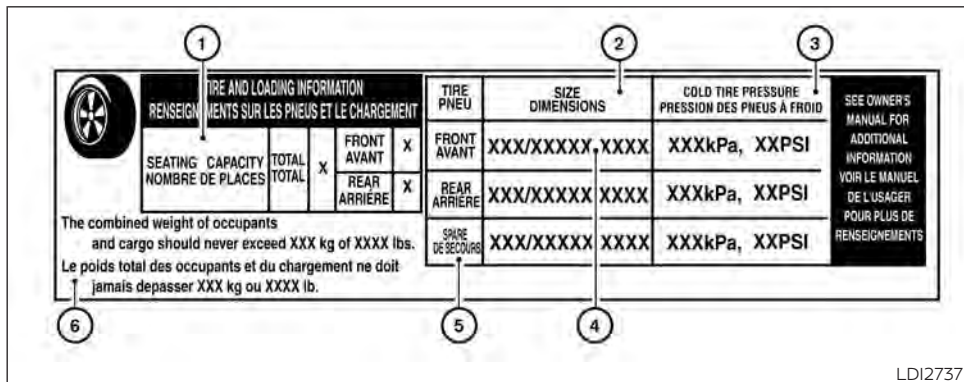 1
2
3
TIRE AND LOADING INFORMATION
RENSEIGNEMENTS SUR LES PNEUS ET LE CHARGEMENT
SEATING CAPACITY
NOMBRE DE PLACES
TOTAL
TOTAL
X
FRONT
AVANT
X
REAR
ARRIÈRE
X
The combined weight of occupants
and cargo should never exceed XXX kg of XXXX lbs.
Le poids total des occupants et du chargement ne doit
jamais depasser XXX kg ou XXXX lb.
TIRE
PNEU
SIZE
DIMENSIONS
COLD TIRE PRESSURE
PRESSION DES PNEUS À FROID
FRONT
AVANT
XXX/XXXXX XXXX
XXXkPa, XXPSI
REAR
ARRIÈRE
XXX/XXXXX XXXX
XXXkPa, XXPSI
SPARE
DE SECOURS
XXX/XXXXX XXXX
XXXkPa, XXPSI
SEE OWNER'S
MANUAL FOR
ADDITIONAL
INFORMATION
VOIR LE MANUEL
DE L'USAGER
POUR PLUS DE
RENSEIGNEMENTS
6
5
4
LDI2737